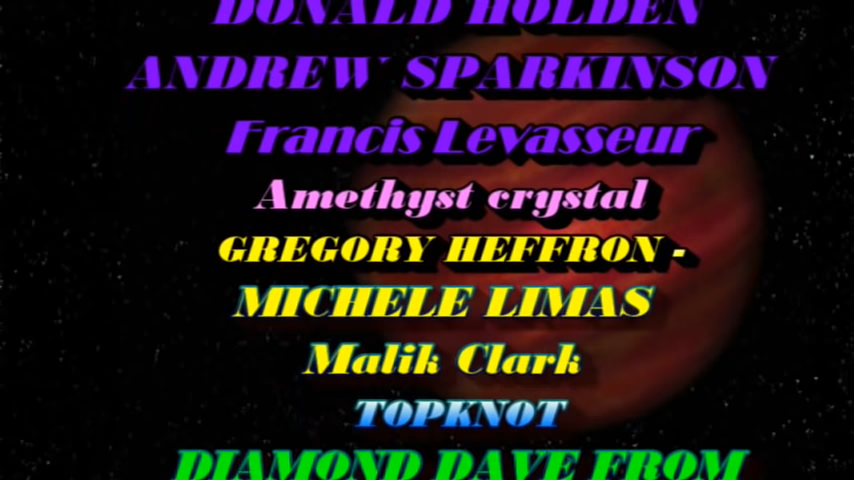 DONALD HOLDEN
ANDREW SPARKINSON
Francis Levasseur
Amethyst crystal
GREGORY HEFFRON -
MICHELE LIMAS
Malik Clark
TOPKNOT
DIAMOND DAVE FROM